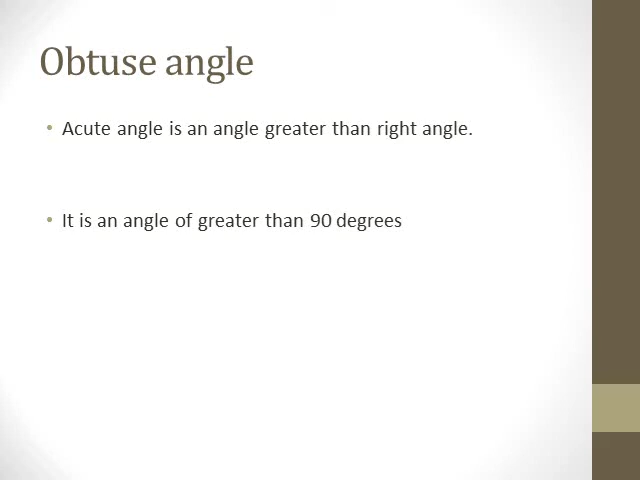 Obtuse angle
• Acute angle is an angle greater than right angle.
• It is an angle of greater than 90 degrees